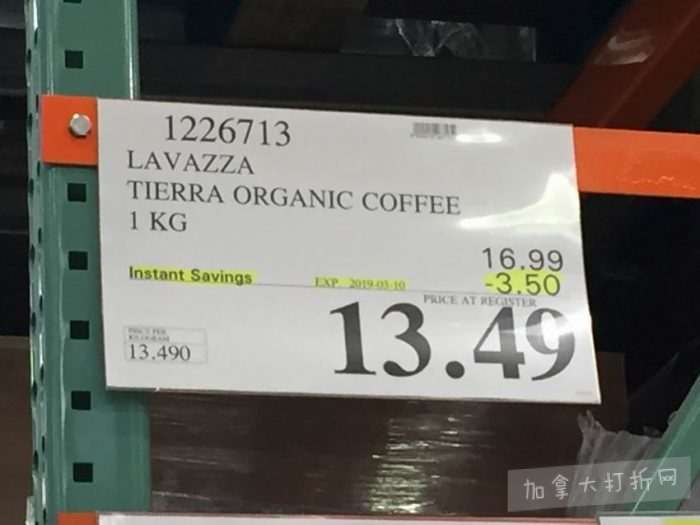 1226713
LAVAZZA
TIERRA ORGANIC COFFEE
1 KG
16.99
Instant Savings EXP 2019-03-10 -3.50
PRICE AT REGISTER
13.49
PRICE PER
KILOGRAM
13.490
加拿大打折网